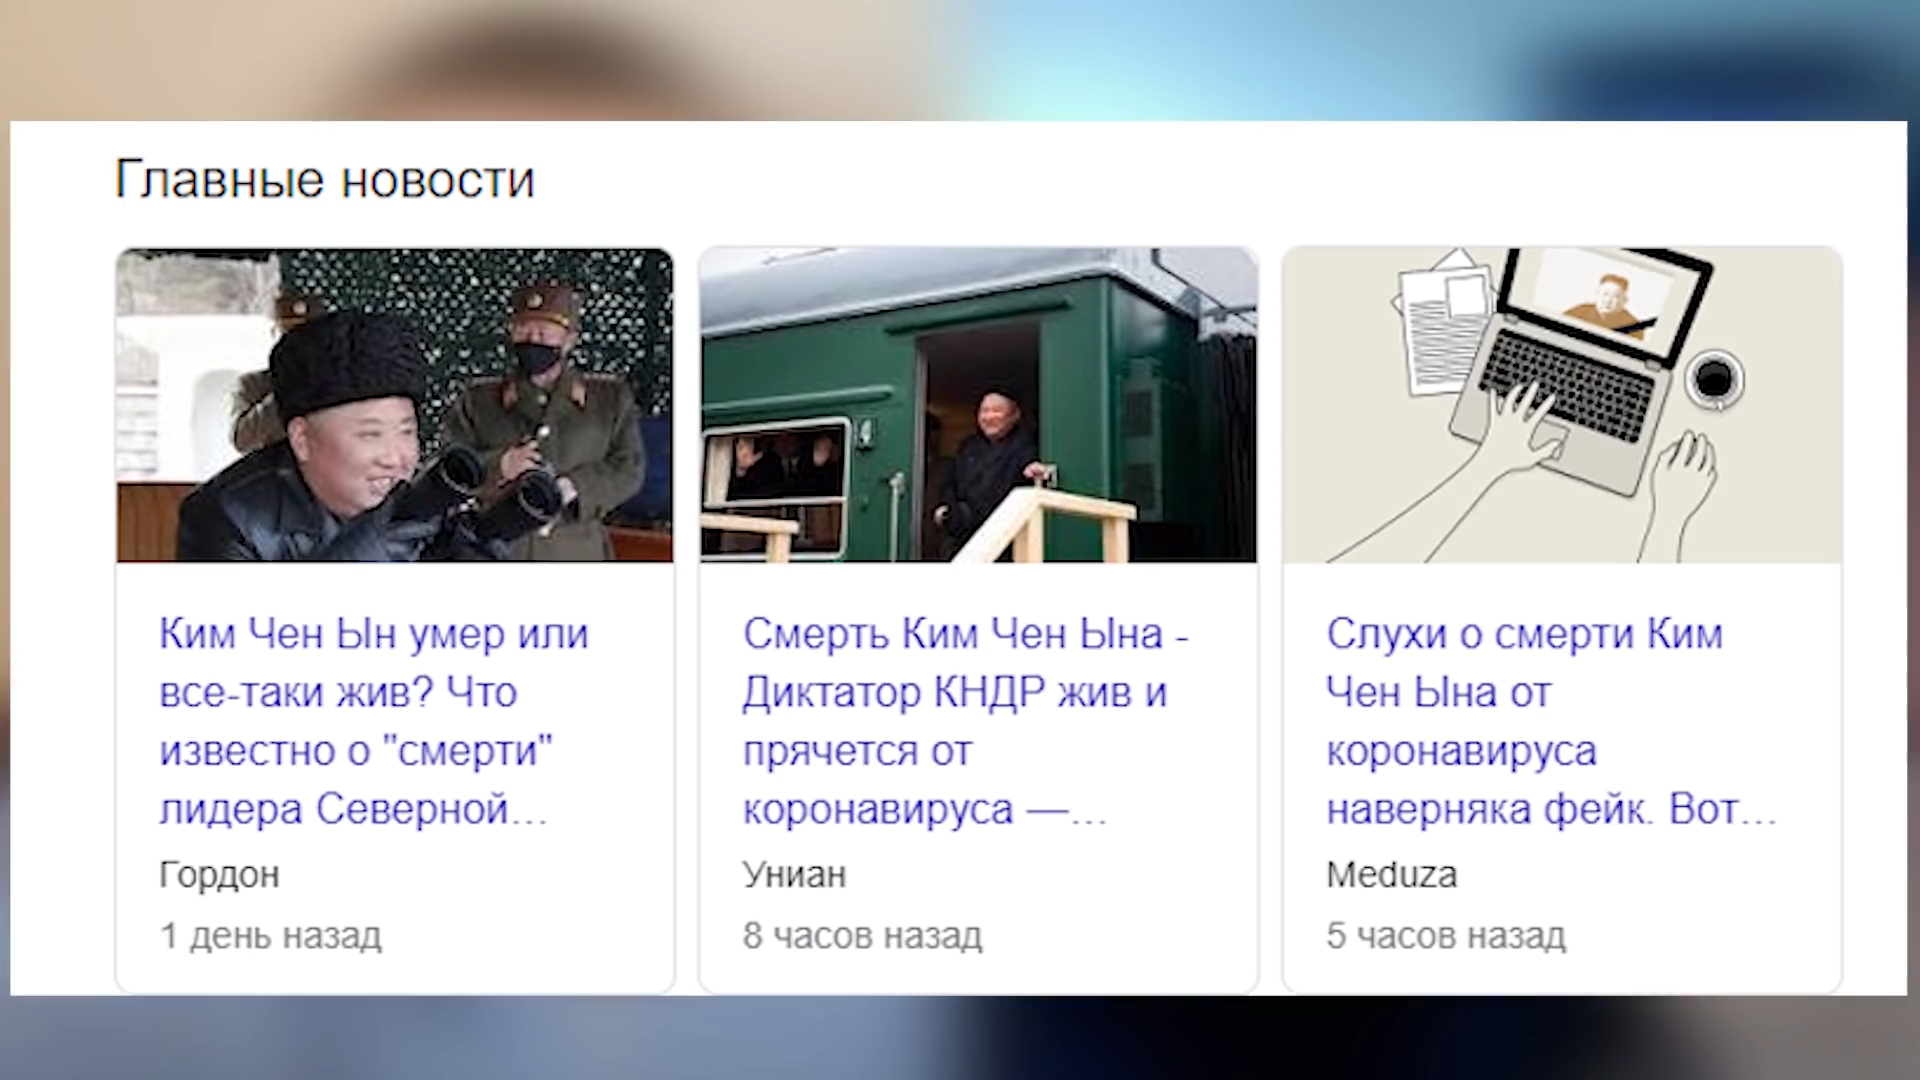 Главные новости
Ким Чен Ын умер или
все-таки жив? Что
известно о "смерти"
лидера Северной...
Гордон
1 день назад
Смерть Ким Чен Ына -
Диктатор КНДР жив и
прячется от
коронавируса —...
Униан
8 часов назад
Слухи о смерти Ким
Чен Ына от
коронавируса
наверняка фейк. Вот...
Meduza
5 часов назад